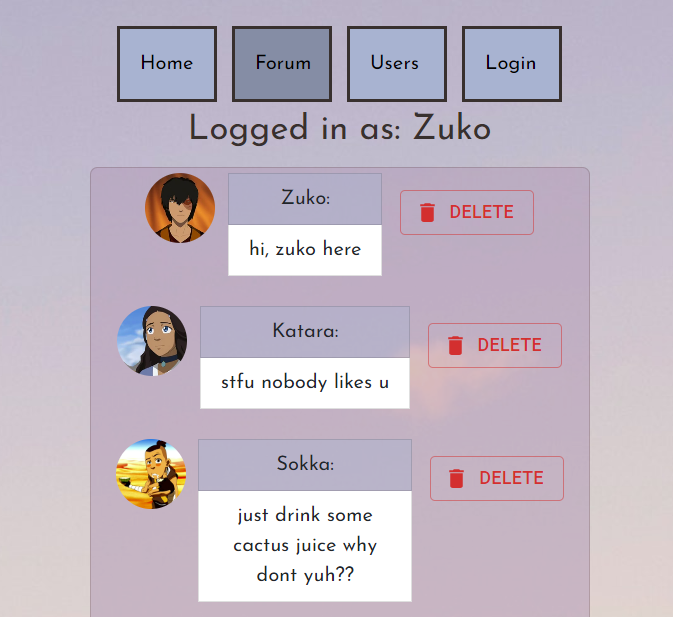 Home Forum Users Login
Logged in as: Zuko
Zuko:
hi, zuko here
DELETE
Katara:
stfu nobody likes u
DELETE
Sokka:
just drink some
cactus juice why
dont yuh??
DELETE